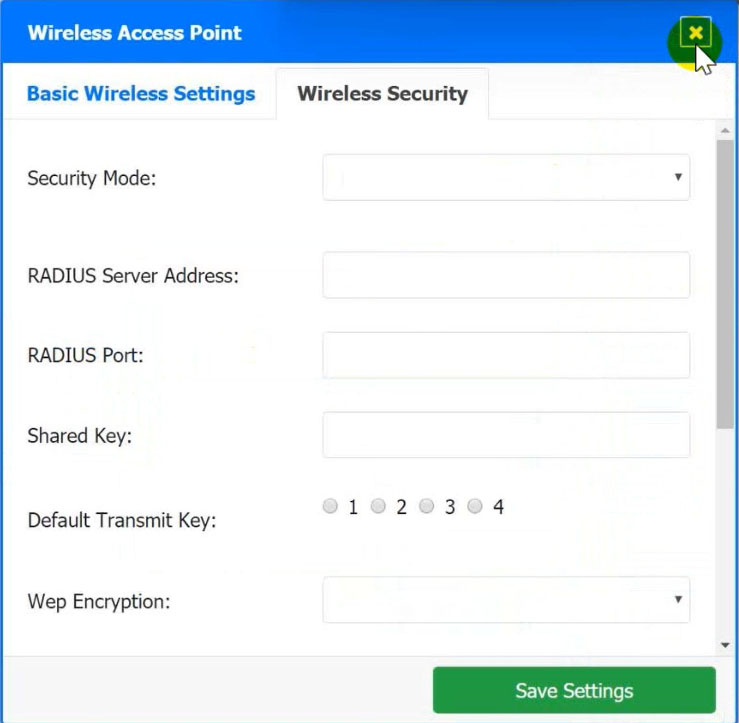 Wireless Access Point
Basic Wireless Settings Wireless Security
Security Mode:
RADIUS Server Address:
RADIUS Port:
Shared Key:
Default Transmit Key: 1 2 3 4
Wep Encryption:
Save Settings